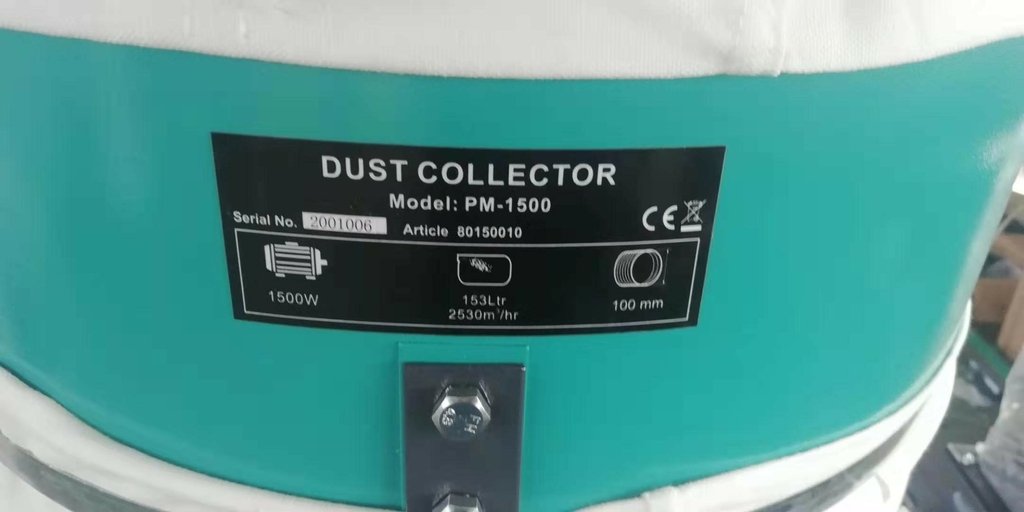 DUST COLLECTOR
Model: PM-1500
Serial No. 2001006 Article 80150010
CE
1500W
153Ltr
2530m³/hr
100 mm